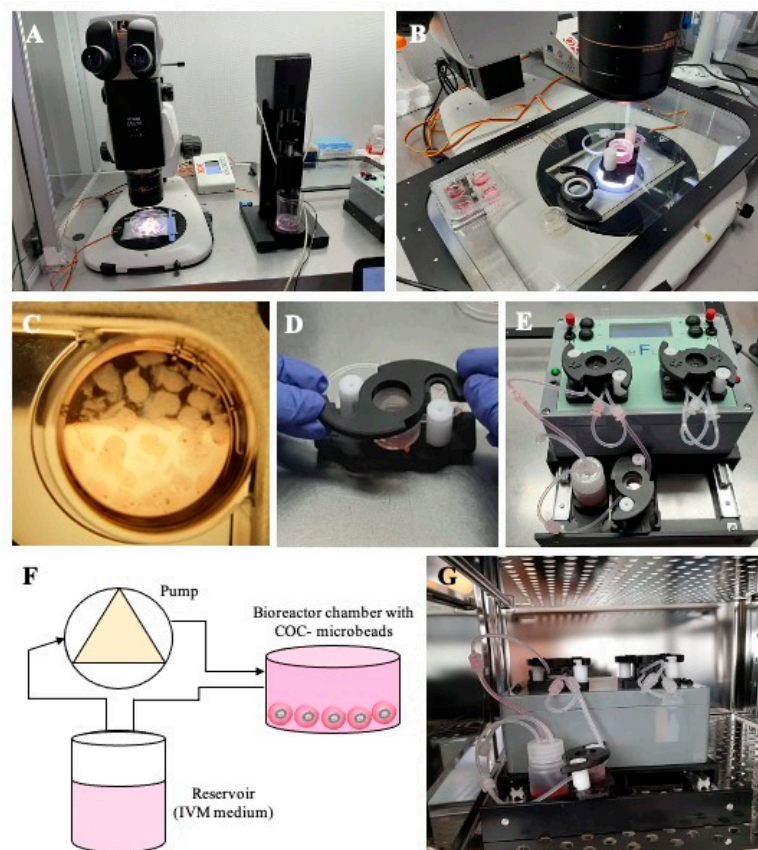 A
B
C
D
E
F
Pump
Bioreactor chamber with
COC- microbeads
Reservoir
(IVM medium)
G